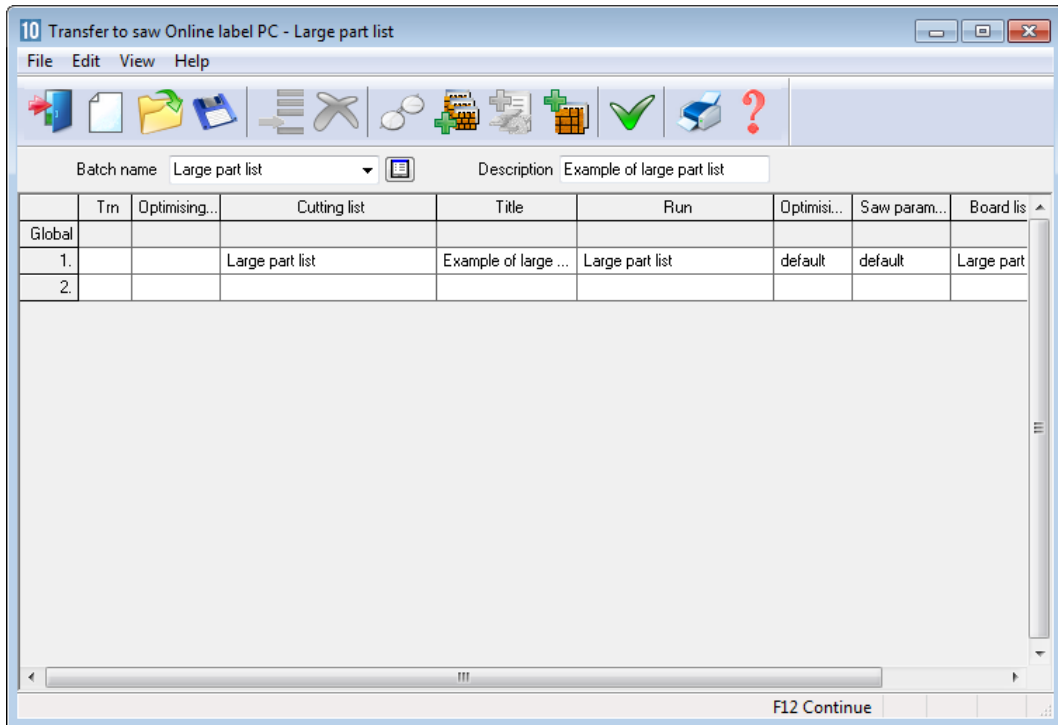 10 Transfer to saw Online label PC - Large part list
File Edit View Help
Batch name Large part list Description Example of large part list
Trn Optimising... Cutting list Title Run Optimisi... Saw param... Board lis
Global
1. Large part list Example of large ... Large part list default default Large part
2.
F12 Continue